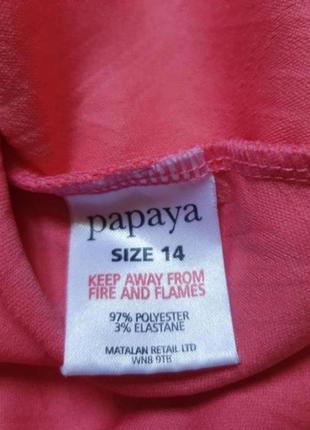 papaya
SIZE 14
KEEP AWAY FROM
FIRE AND FLAMES
97% POLYESTER
3% ELASTANE
MATALAN RETAIL LTD
WN8 9TB